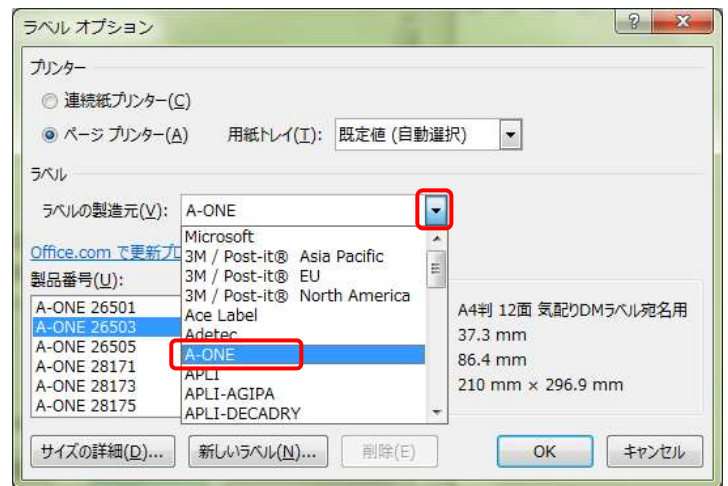 ラベル オプション
プリンター
連続紙プリンター(C)
ページ プリンター(A) 用紙トレイ(T): 既定値 (自動選択)
ラベル
ラベルの製造元(V): A-ONE
Microsoft
3M / Post-it® Asia Pacific
3M / Post-it® EU
3M / Post-it® North America
Ace Label
Adetec
A-ONE
APLI
APLI-AGIPA
APLI-DECADRY
Office.com で更新プ
製品番号(U):
A-ONE 26501
A-ONE 26503
A-ONE 26505
A-ONE 28171
A-ONE 28173
A-ONE 28175
A4判 12面 気配りDMラベル宛名用
37.3 mm
86.4 mm
210 mm × 296.9 mm
サイズの詳細(D)... 新しいラベル(N)... 削除(E) OK キャンセル